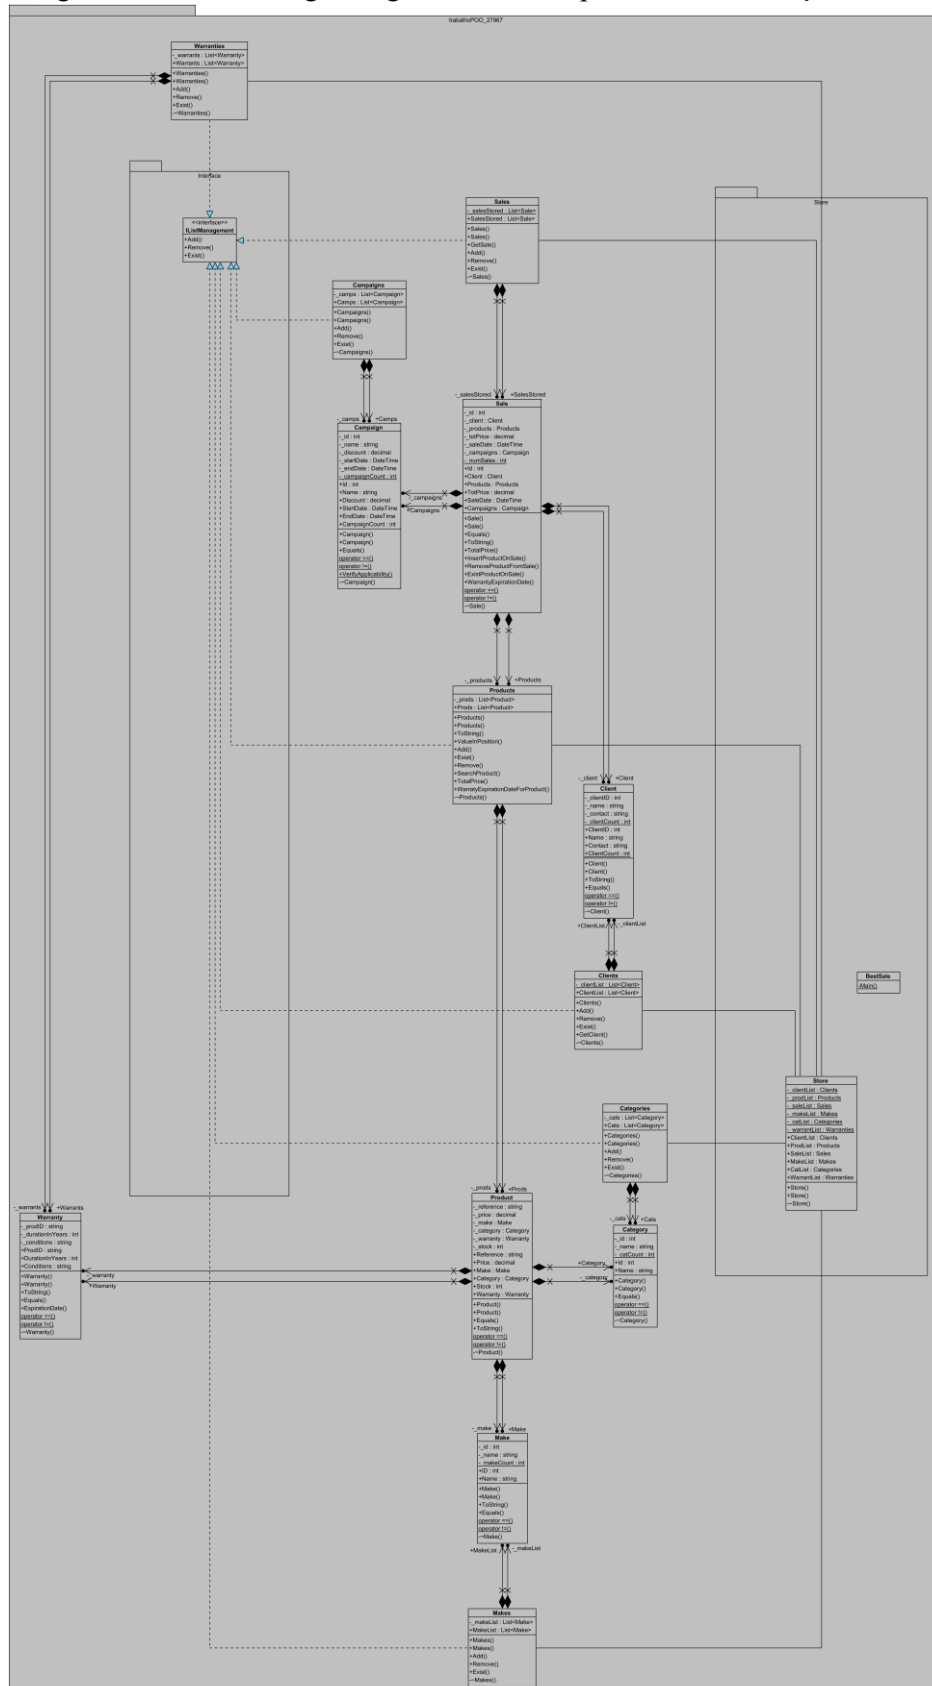 trabalhoPOO_27967
Warranties
-_warrants : List<Warranty>
+Warrants : List<Warranty>
+Warranties()
+Warranties()
+Add()
+Remove()
+Exist()
-~Warranties()
Interface
<<interface>>
IListManagement
+Add()
+Remove()
+Exist()
Store
Sales
-_salesStored : List<Sale>
+SalesStored : List<Sale>
+Sales()
+Sales()
+GetSale()
+Add()
+Remove()
+Exist()
-~Sales()
Campaigns
-_camps : List<Campaign>
+Camps : List<Campaign>
+Campaigns()
+Campaigns()
+Add()
+Remove()
+Exist()
-~Campaigns()
-_salesStored
+SalesStored
Sale
-_id : int
-_client : Client
-_products : Products
-_totPrice : decimal
-_saleDate : DateTime
-_campaigns : Campaign
-_numSales : int
+Id : int
+Client : Client
+Products : Products
+TotPrice : decimal
+SaleDate : DateTime
+Campaigns : Campaign
+Sale()
+Sale()
+Equals()
+ToString()
+TotalPrice()
+InsertProductOnSale()
+RemoveProductFromSale()
+ExistProductOnSale()
+WarrantyExpirationDate()
operator ==()
operator !=()
-~Sale()
-_camps
+Camps
Campaign
-_id : int
-_name : string
-_discount : decimal
-_startDate : DateTime
-_endDate : DateTime
-_campaignCount : int
+Id : int
+Name : string
+Discount : decimal
+StartDate : DateTime
+EndDate : DateTime
+CampaignCount : int
+Campaign()
+Campaign()
+Equals()
operator ==()
operator !=()
+VerifyApplicability()
-~Campaign()
-_campaigns
+Campaigns
-_products
+Products
Products
-_prods : List<Product>
+Prods : List<Product>
+Products()
+Products()
+ToString()
+ValueInPosition()
+Add()
+Exist()
+Remove()
+SearchProduct()
+TotalPrice()
+WarratyExpirationDateForProduct()
-~Products()
-_client
+Client
Client
-_clientID : int
-_name : string
-_contact : string
-_clientCount : int
+ClientID : int
+Name : string
+Contact : string
+ClientCount : int
+Client()
+Client()
+ToString()
+Equals()
operator ==()
operator !=()
-~Client()
+ClientList
-_clientList
Clients
-_clientList : List<Client>
+ClientList : List<Client>
+Clients()
+Add()
+Remove()
+Exist()
+GetClient()
-~Clients()
BestSale
-Main()
Store
-_clientList : Clients
-_prodList : Products
-_saleList : Sales
-_makeList : Makes
-_catList : Categories
-_warrantList : Warranties
+ClientList : Clients
+ProdList : Products
+SaleList : Sales
+MakeList : Makes
+CatList : Categories
+WarrantList : Warranties
+Store()
+Store()
-~Store()
Categories
-_cats : List<Category>
+Cats : List<Category>
+Categories()
+Categories()
+Add()
+Remove()
+Exist()
-~Categories()
-_cats
+Cats
Category
-_id : int
-_name : string
-_catCount : int
+Id : int
+Name : string
+Category()
+Category()
+Equals()
operator ==()
operator !=()
-~Category()
+Category
-_category
-_prods
+Prods
Product
-_reference : string
-_price : decimal
-_make : Make
-_category : Category
-_warranty : Warranty
-_stock : int
+Reference : string
+Price : decimal
+Make : Make
+Category : Category
+Stock : int
+Warranty : Warranty
+Product()
+Product()
+Equals()
+ToString()
operator ==()
operator !=()
-~Product()
-_warrants
+Warrants
Warranty
-_prodID : string
-_durationInYears : int
-_conditions : string
+ProdID : string
+DurationInYears : int
+Conditions : string
+Warranty()
+Warranty()
+ToString()
+Equals()
+ExpirationDate()
operator ==()
operator !=()
-~Warranty()
-_warranty
+Warranty
-_make
+Make
Make
-_id : int
-_name : string
-_makeCount : int
+ID : int
+Name : string
+Make()
+Make()
+ToString()
+Equals()
operator ==()
operator !=()
-~Make()
+MakeList
-_makeList
Makes
-_makeList : List<Make>
+MakeList : List<Make>
+Makes()
+Makes()
+Add()
+Remove()
+Exist()
-~Makes()